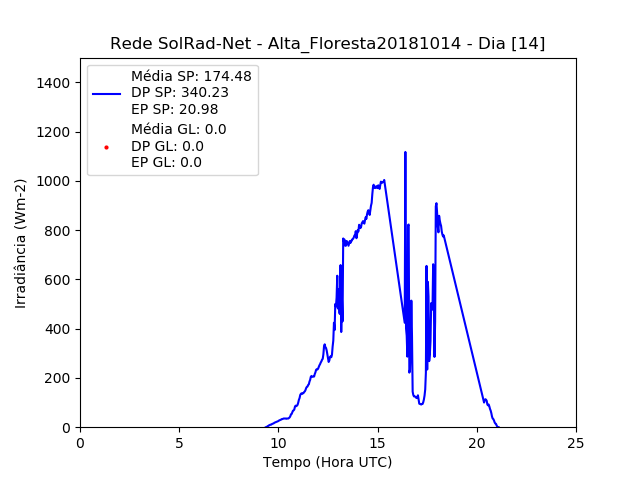 Rede SolRad-Net - Alta_Floresta20181014 - Dia [14]
Média SP: 174.48
DP SP: 340.23
EP SP: 20.98
Média GL: 0.0
DP GL: 0.0
EP GL: 0.0
1400
1200
1000
800
600
400
200
0
Irradiância (Wm-2)
0 5 10 15 20 25
Tempo (Hora UTC)